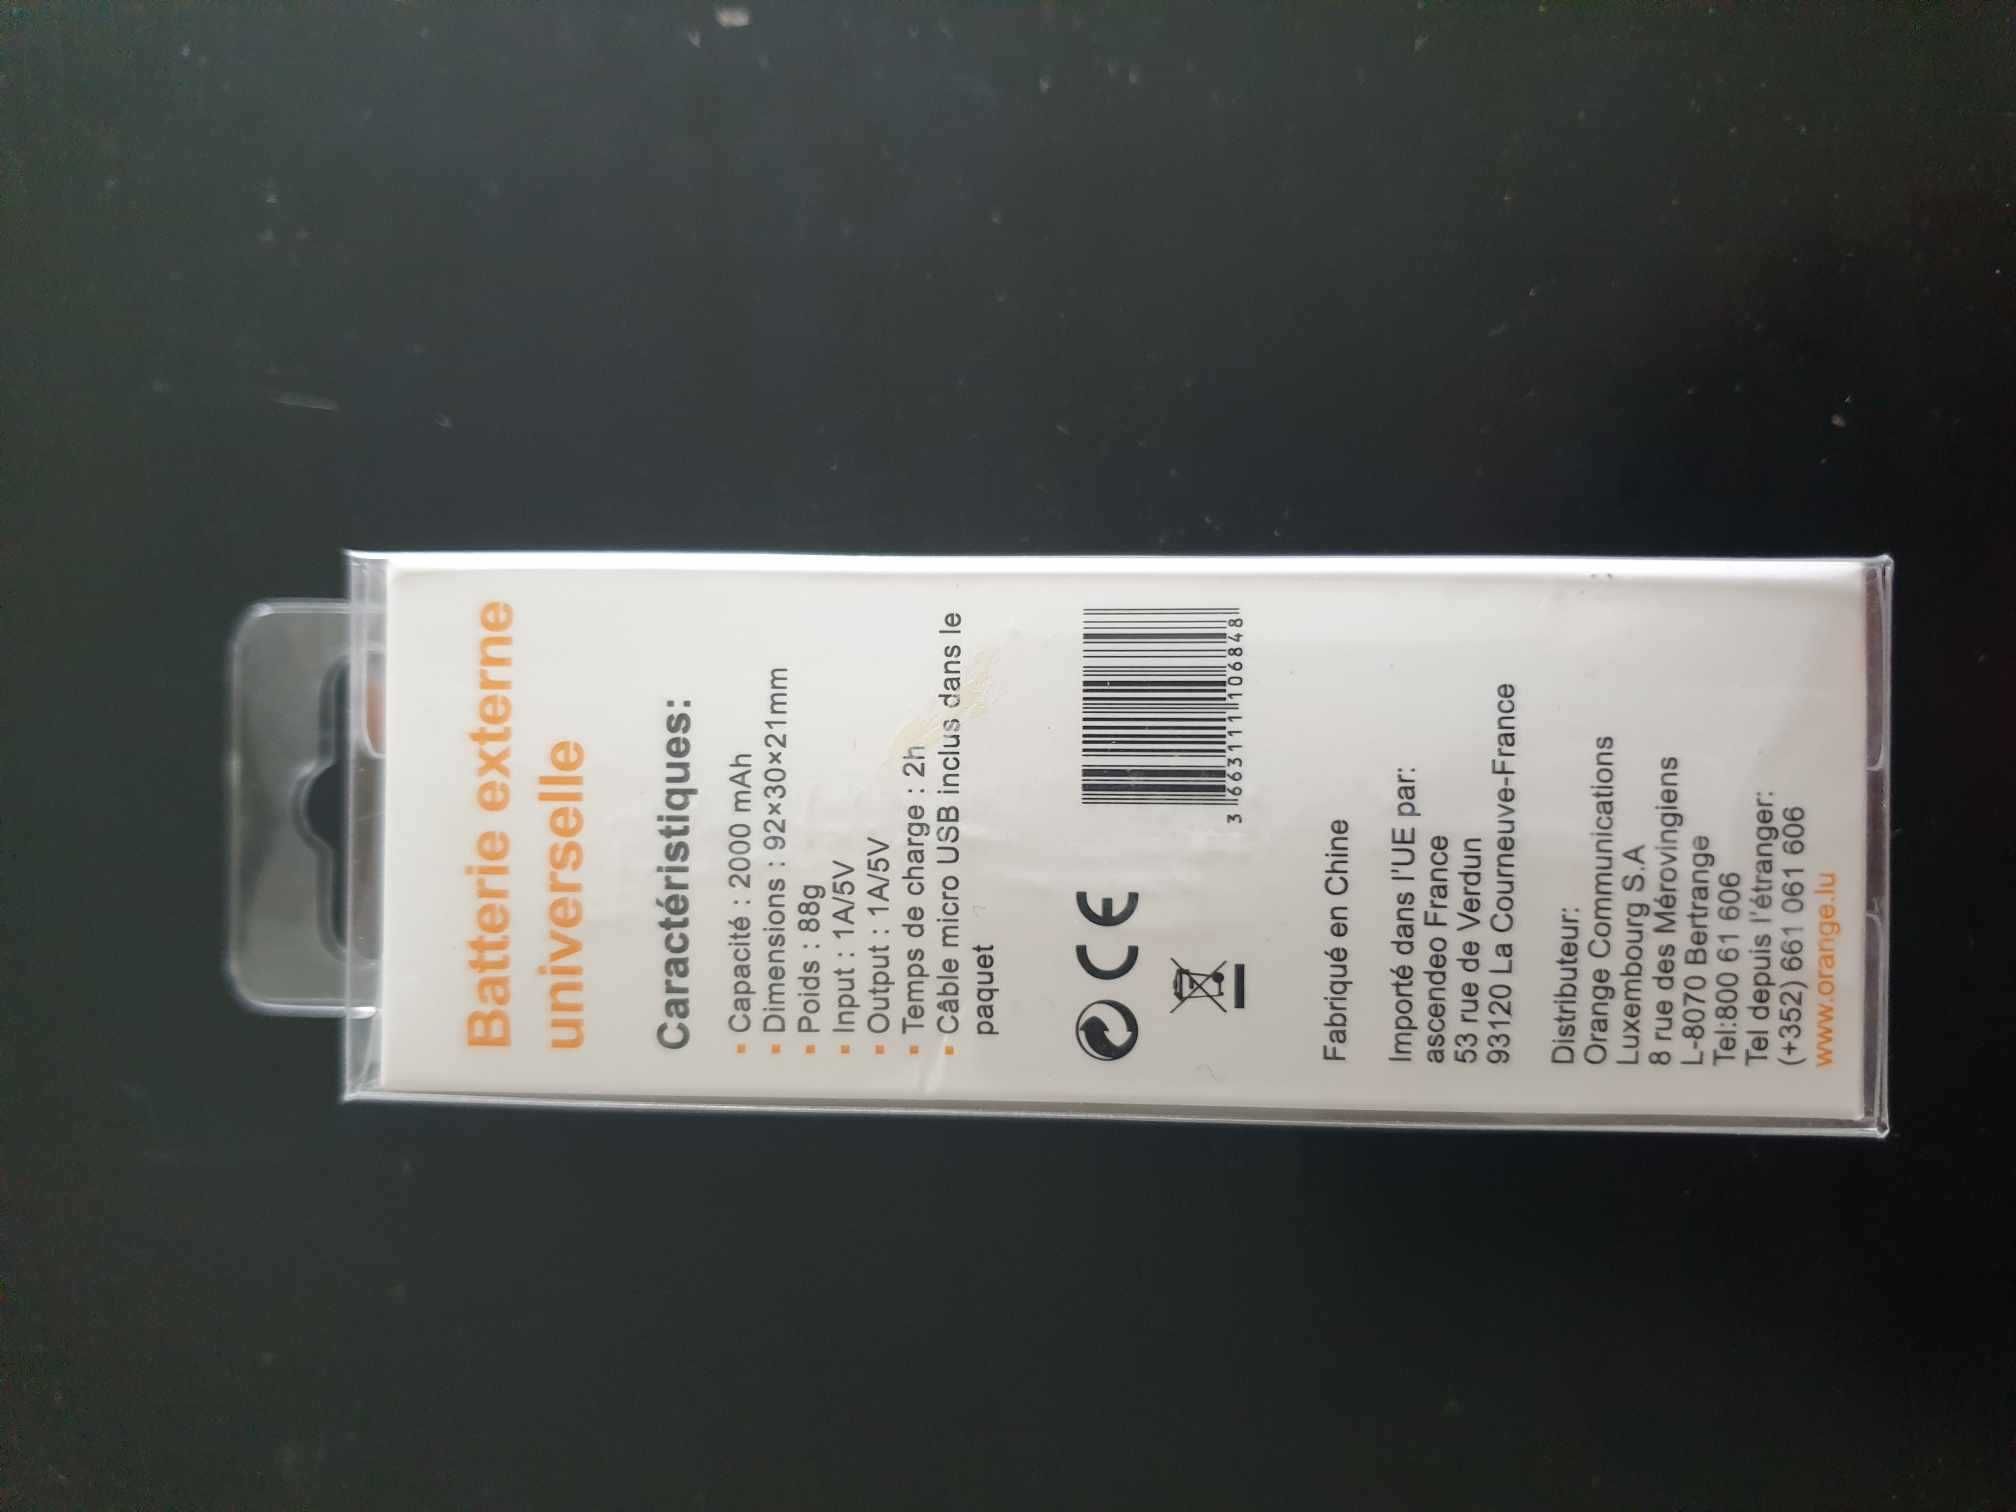 Batterie externe
universelle
Caractéristiques:
▪ Capacité : 2000 mAh
▪ Dimensions : 92×30×21mm
▪ Poids : 88g
▪ Input : 1A/5V
▪ Output : 1A/5V
▪ Temps de charge : 2h
▪ Câble micro USB inclus dans le
paquet
CE
3 663111 106848
Fabriqué en Chine
Importé dans l'UE par:
ascendeo France
53 rue de Verdun
93120 La Courneuve-France
Distributeur:
Orange Communications
Luxembourg S.A
8 rue des Mérovingiens
L-8070 Bertrange
Tel:800 61 606
Tel depuis l'étranger:
(+352) 661 061 606
www.orange.lu